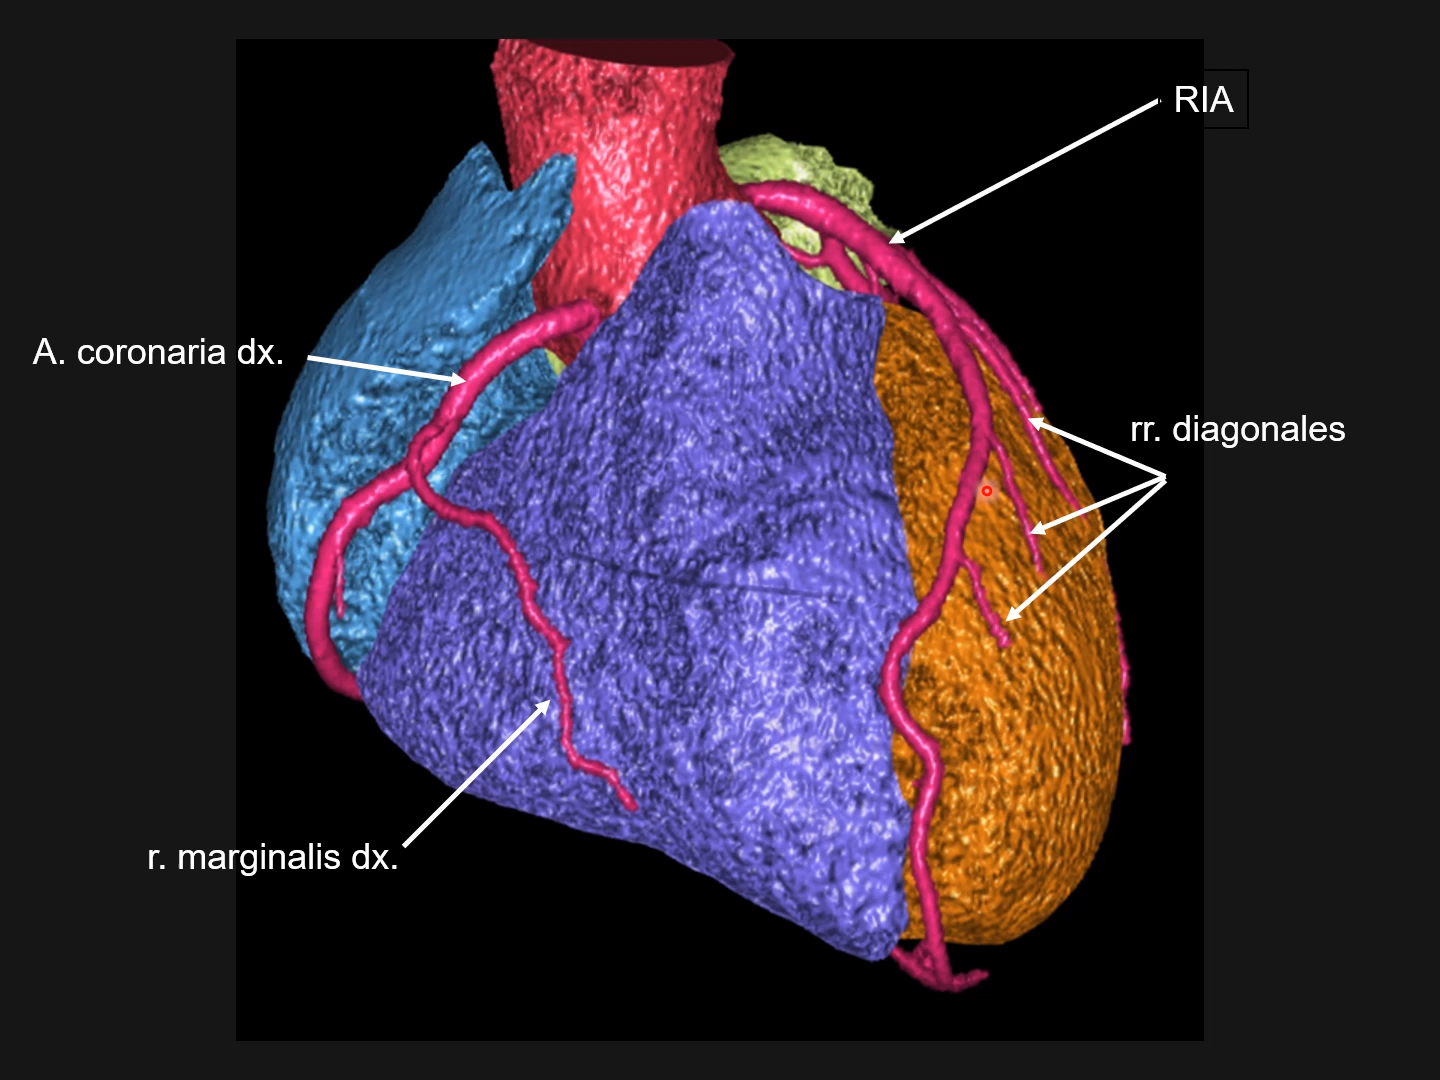 RIA
A. coronaria dx.
rr. diagonales
r. marginalis dx.